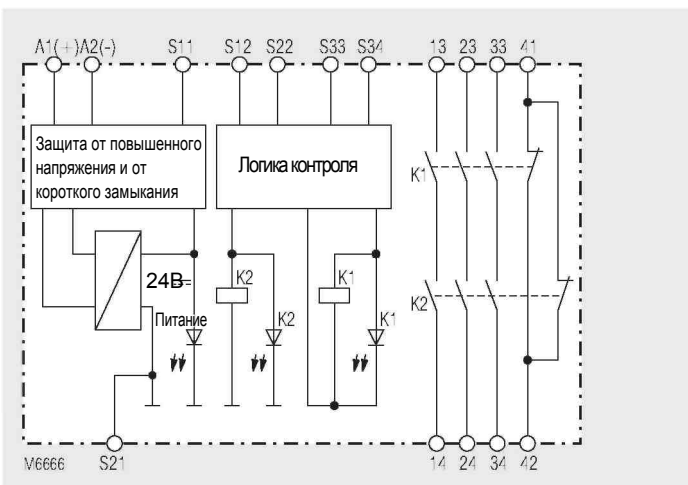 A1(+)A2(-) S11 S12 S22 S33 S34 13 23 33 41
Защита от повышенного
напряжения и от
короткого замыкания
Логика контроля
K1
24В=
K2 K1
K2
Питание K2 K1
M6666 S21 14 24 34 42